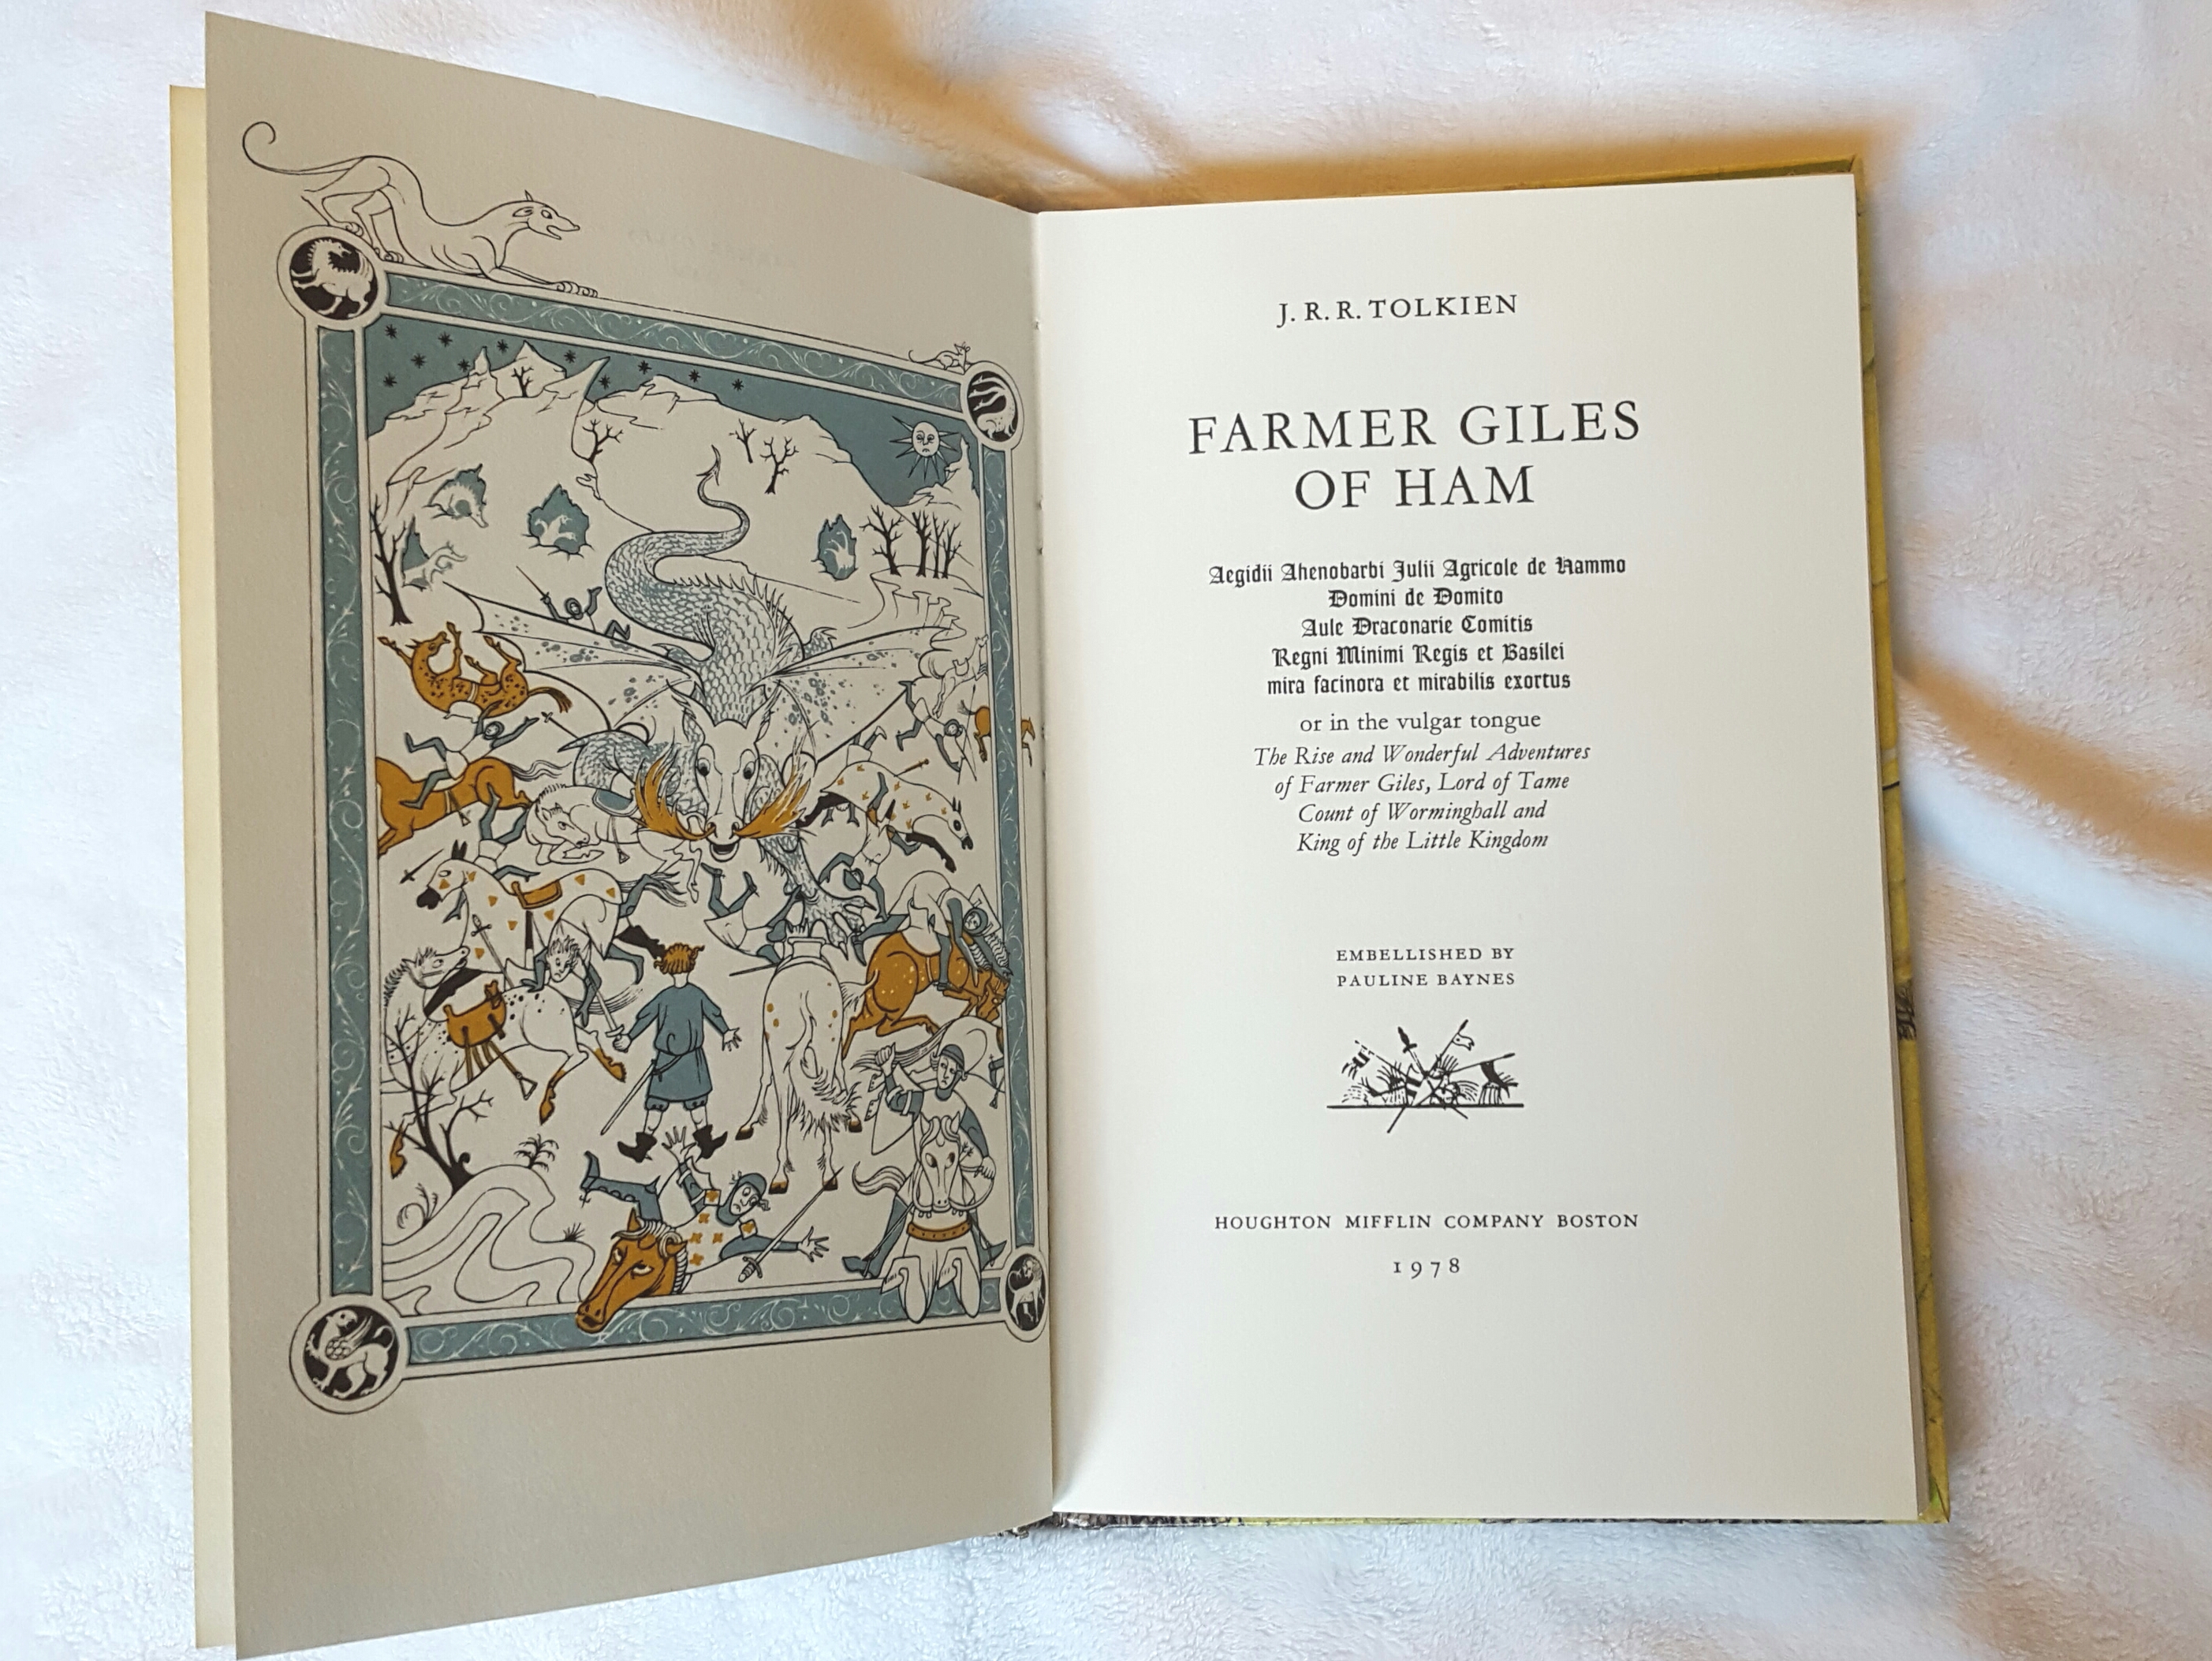 J. R. R. TOLKIEN
FARMER GILES
OF HAM
Aegidii Ahenobarbi Julii Agricole de Hammo
Domini de Domito
Aule Draconarie Comitis
Regni Minimi Regis et Basilei
mira facinora et mirabilis exortus
or in the vulgar tongue
The Rise and Wonderful Adventures
of Farmer Giles, Lord of Tame
Count of Worminghall and
King of the Little Kingdom
EMBELLISHED BY
PAULINE BAYNES
HOUGHTON MIFFLIN COMPANY BOSTON
1978